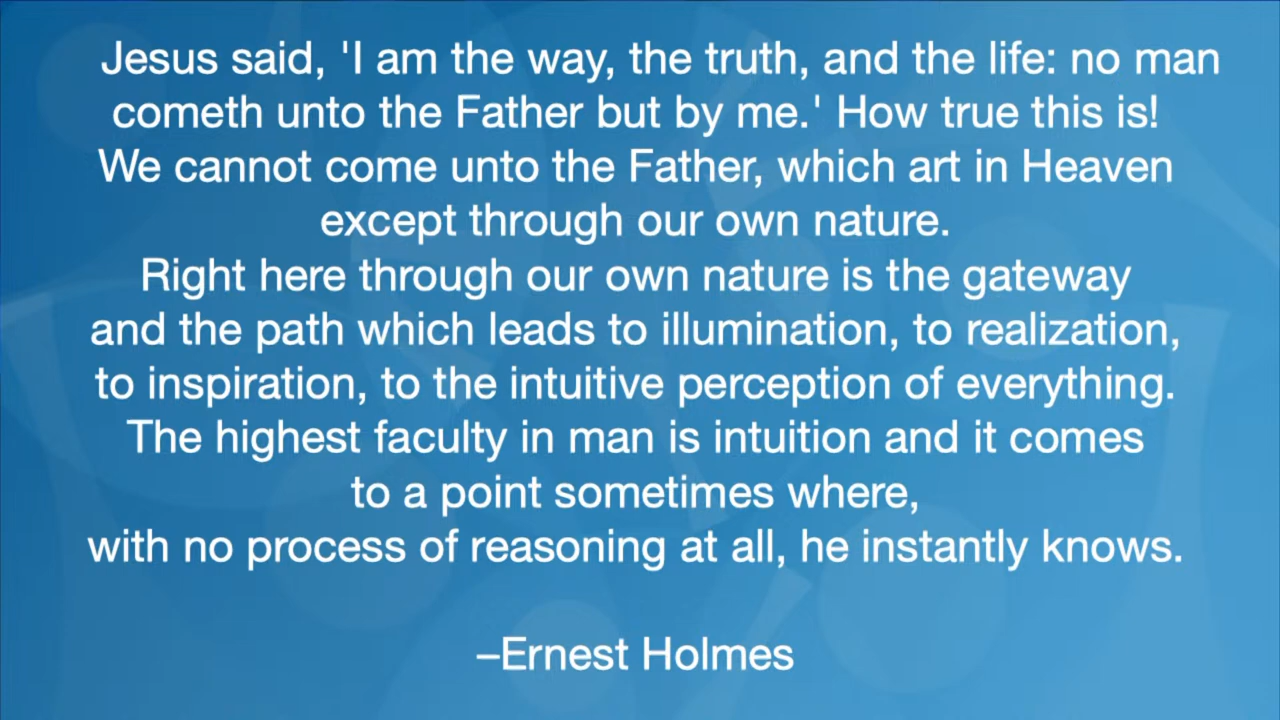 Jesus said, 'I am the way, the truth, and the life: no man
cometh unto the Father but by me.' How true this is!
We cannot come unto the Father, which art in Heaven
except through our own nature.
Right here through our own nature is the gateway
and the path which leads to illumination, to realization,
to inspiration, to the intuitive perception of everything.
The highest faculty in man is intuition and it comes
to a point sometimes where,
with no process of reasoning at all, he instantly knows.
–Ernest Holmes